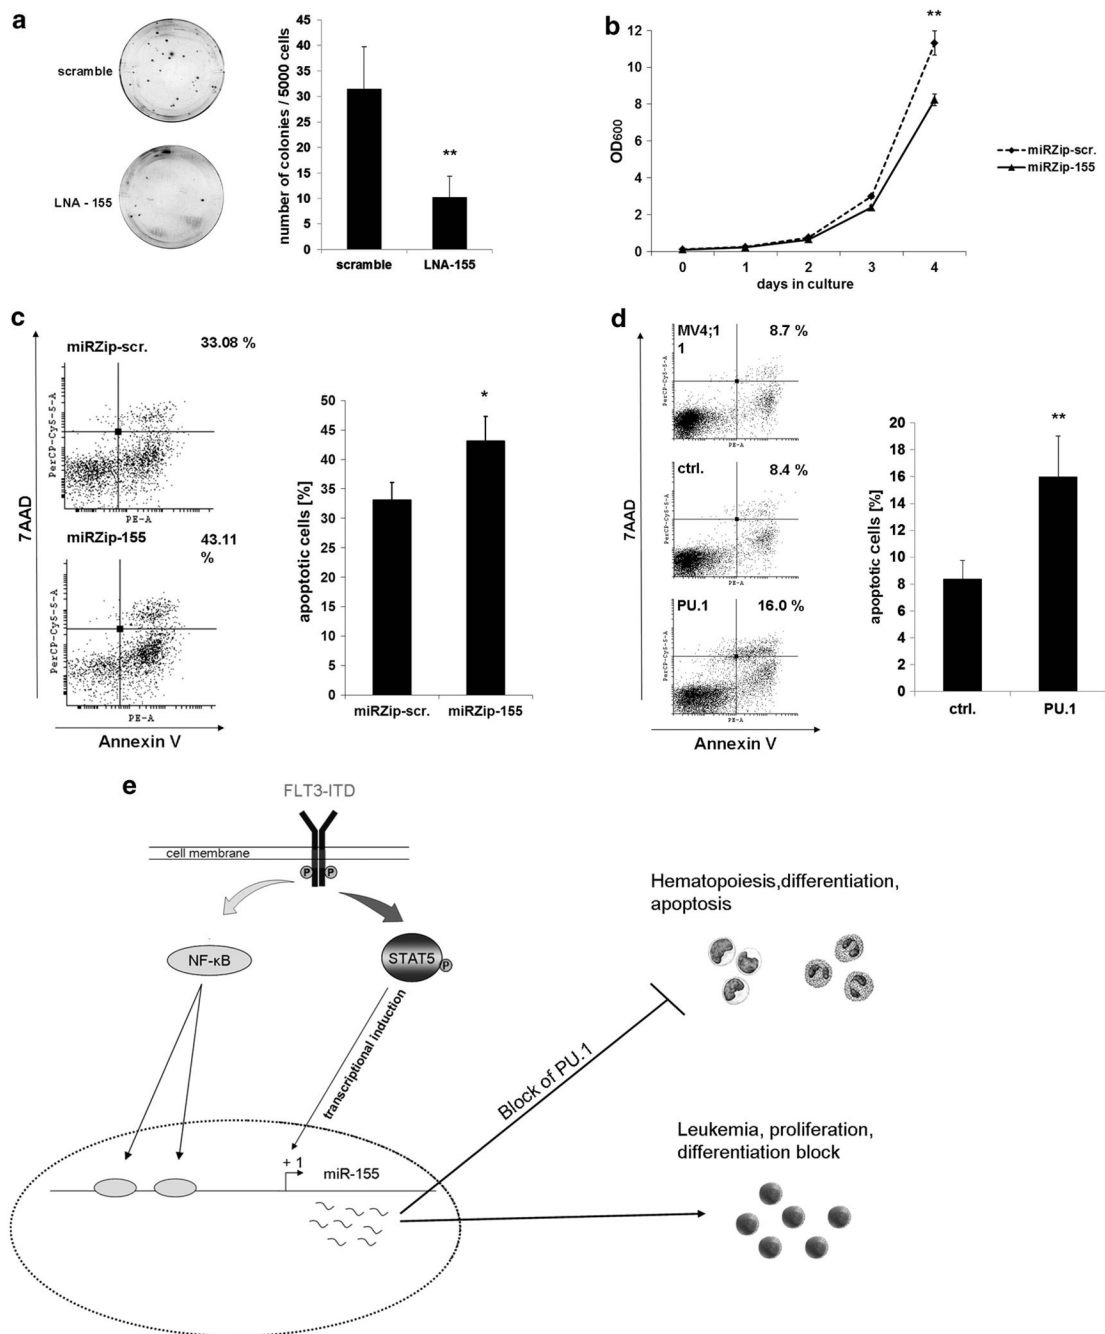 a
scramble
LNA - 155
number of colonies / 5000 cells
45
40
35
30
25
20
15
10
5
0
**
scramble
LNA-155
b
OD600
12
10
8
6
4
2
0
**
0 1 2 3 4
days in culture
miRZip-scr.
miRZip-155
c
7AAD
miRZip-scr.
33.08 %
PerCP-Cy5-5-A
PE-A
miRZip-155
43.11
%
PerCP-Cy5-5-A
PE-A
Annexin V
apoptotic cells [%]
50
45
40
35
30
25
20
15
10
5
0
*
miRZip-scr.
miRZip-155
d
7AAD
MV4;1
1
8.7 %
PerCP-Cy5-5-A
PE-A
ctrl.
8.4 %
PerCP-Cy5-5-A
PE-A
PU.1
16.0 %
PerCP-Cy5-5-A
PE-A
Annexin V
apoptotic cells [%]
20
18
16
14
12
10
8
6
4
2
0
**
ctrl.
PU.1
e
FLT3-ITD
cell membrane
P
P
NF-κB
STAT5
P
transcriptional induction
+ 1
miR-155
Block of PU.1
Hematopoiesis,differentiation,
apoptosis
Leukemia, proliferation,
differentiation block